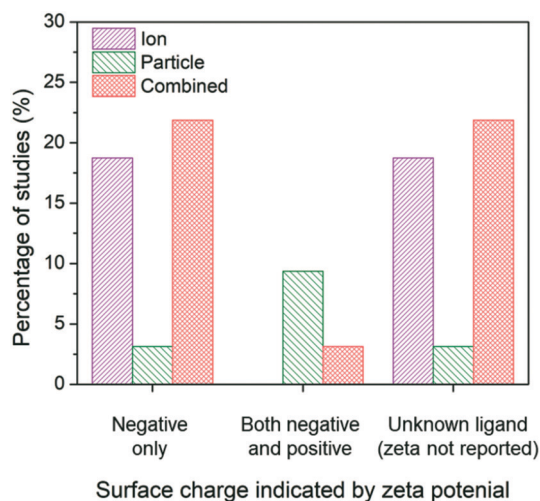 30
25
20
15
10
5
0
Percentage of studies (%)
Ion
Particle
Combined
Negative only
Both negative and positive
Unknown ligand (zeta not reported)
Surface charge indicated by zeta potenial